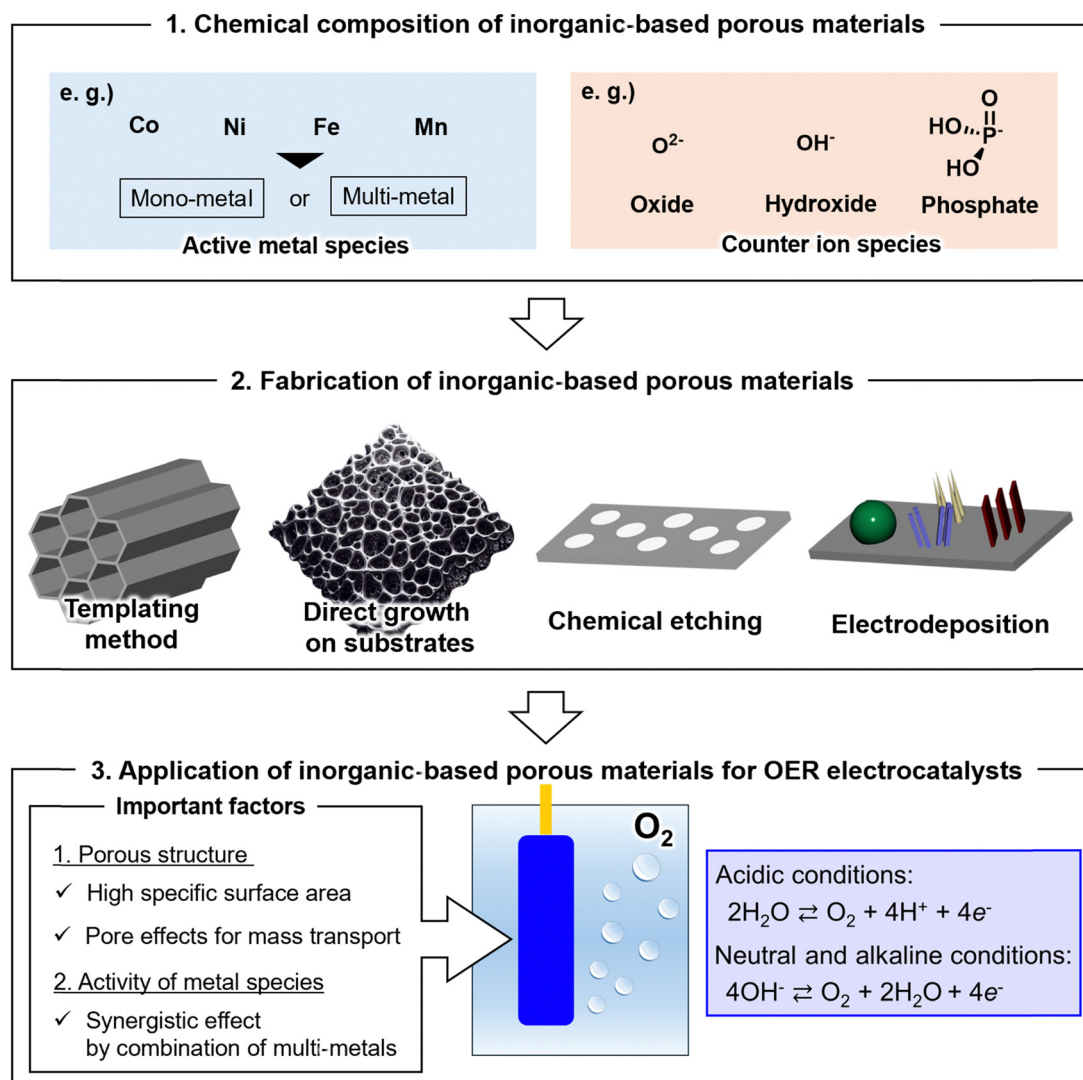 1. Chemical composition of inorganic-based porous materials
e. g.)
Co Ni Fe Mn
Mono-metal or Multi-metal
Active metal species
e. g.)
O²⁻ OH⁻
O
HO P-
HO
Oxide Hydroxide Phosphate
Counter ion species
2. Fabrication of inorganic-based porous materials
Templating
method
Direct growth
on substrates
Chemical etching
Electrodeposition
3. Application of inorganic-based porous materials for OER electrocatalysts
Important factors
1. Porous structure
✓ High specific surface area
✓ Pore effects for mass transport
2. Activity of metal species
✓ Synergistic effect
by combination of multi-metals
O₂
Acidic conditions:
2H₂O ⇄ O₂ + 4H⁺ + 4e⁻
Neutral and alkaline conditions:
4OH⁻ ⇄ O₂ + 2H₂O + 4e⁻